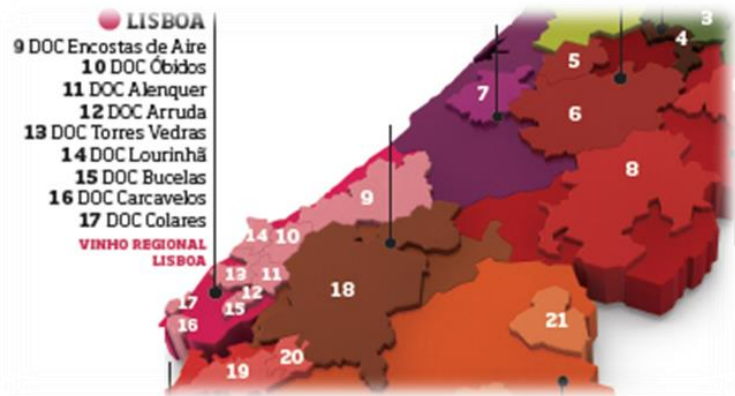 LISBOA
9 DOC Encostas de Aire
10 DOC Óbidos
11 DOC Alenquer
12 DOC Arruda
13 DOC Torres Vedras
14 DOC Lourinhã
15 DOC Bucelas
16 DOC Carcavelos
17 DOC Colares
VINHO REGIONAL
LISBOA
3
4
5
7
6
8
9
14 10
13 11
12
18
17
15
16
21
20
19